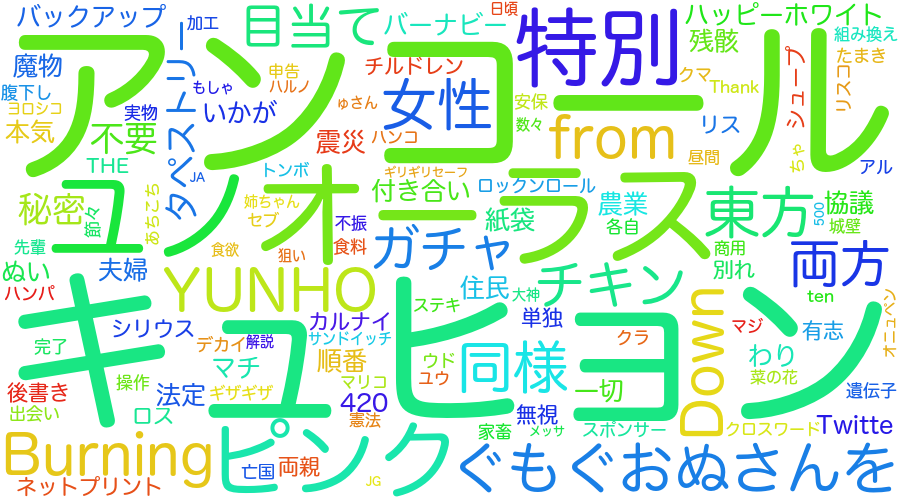 バックアップ
加工
目当て
バーナビー
日頃
特別
ハッピーホワイト
組み換え
残骸
たまき
魔物
アンコール
チルドレン
申告
ハルノ
女性
クマ
Thank
シュープ
リスコ
腹下し
もしゃ
いかが
ヨロシコ
実物
ゅさん
安保
リス
本気
不要
タペストリー
震災
ハンコ
数々
from
昼間
ちゃ
アル
THE
JA
トンボ
ギリギリセーフ
ユノ
オーラス
付き合い
ロックンロール
農業
東方
協議
秘密
節々
あちこち
姉ちゃん
セブ
不振
紙袋
各自
500
城壁
先輩
食欲
狙い
食料
ガチャ
商用
両方
ぬい
夫婦
YUNHO
住民
大神
チキン
別れ
ハンパ
キュヒョン
ステキ
Down
ten
シリウス
カルナイ
単独
マジ
有志
オニュペン
完了
デカイ
解説
サンドイッチ
クラ
マチ
順番
ウド
同様
わり
後書き
操作
法定
ギザギザ
マリコ
ユウ
一切
菜の花
遺伝子
出会い
ロス
420
憲法
無視
Burning
ピンク
家畜
メッサ
スポンサー
クロスワード
Twitte
亡国
両親
JG
ぐもぐおぬさんを
ネットプリント